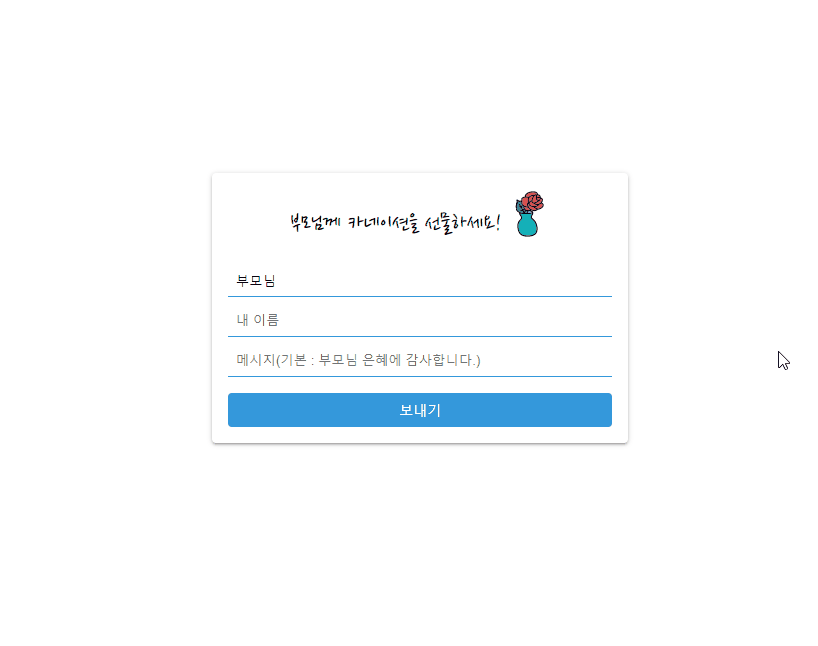 부모님께 카네이션을 선물하세요!
부모님
내 이름
메시지(기본 : 부모님 은혜에 감사합니다.)
보내기